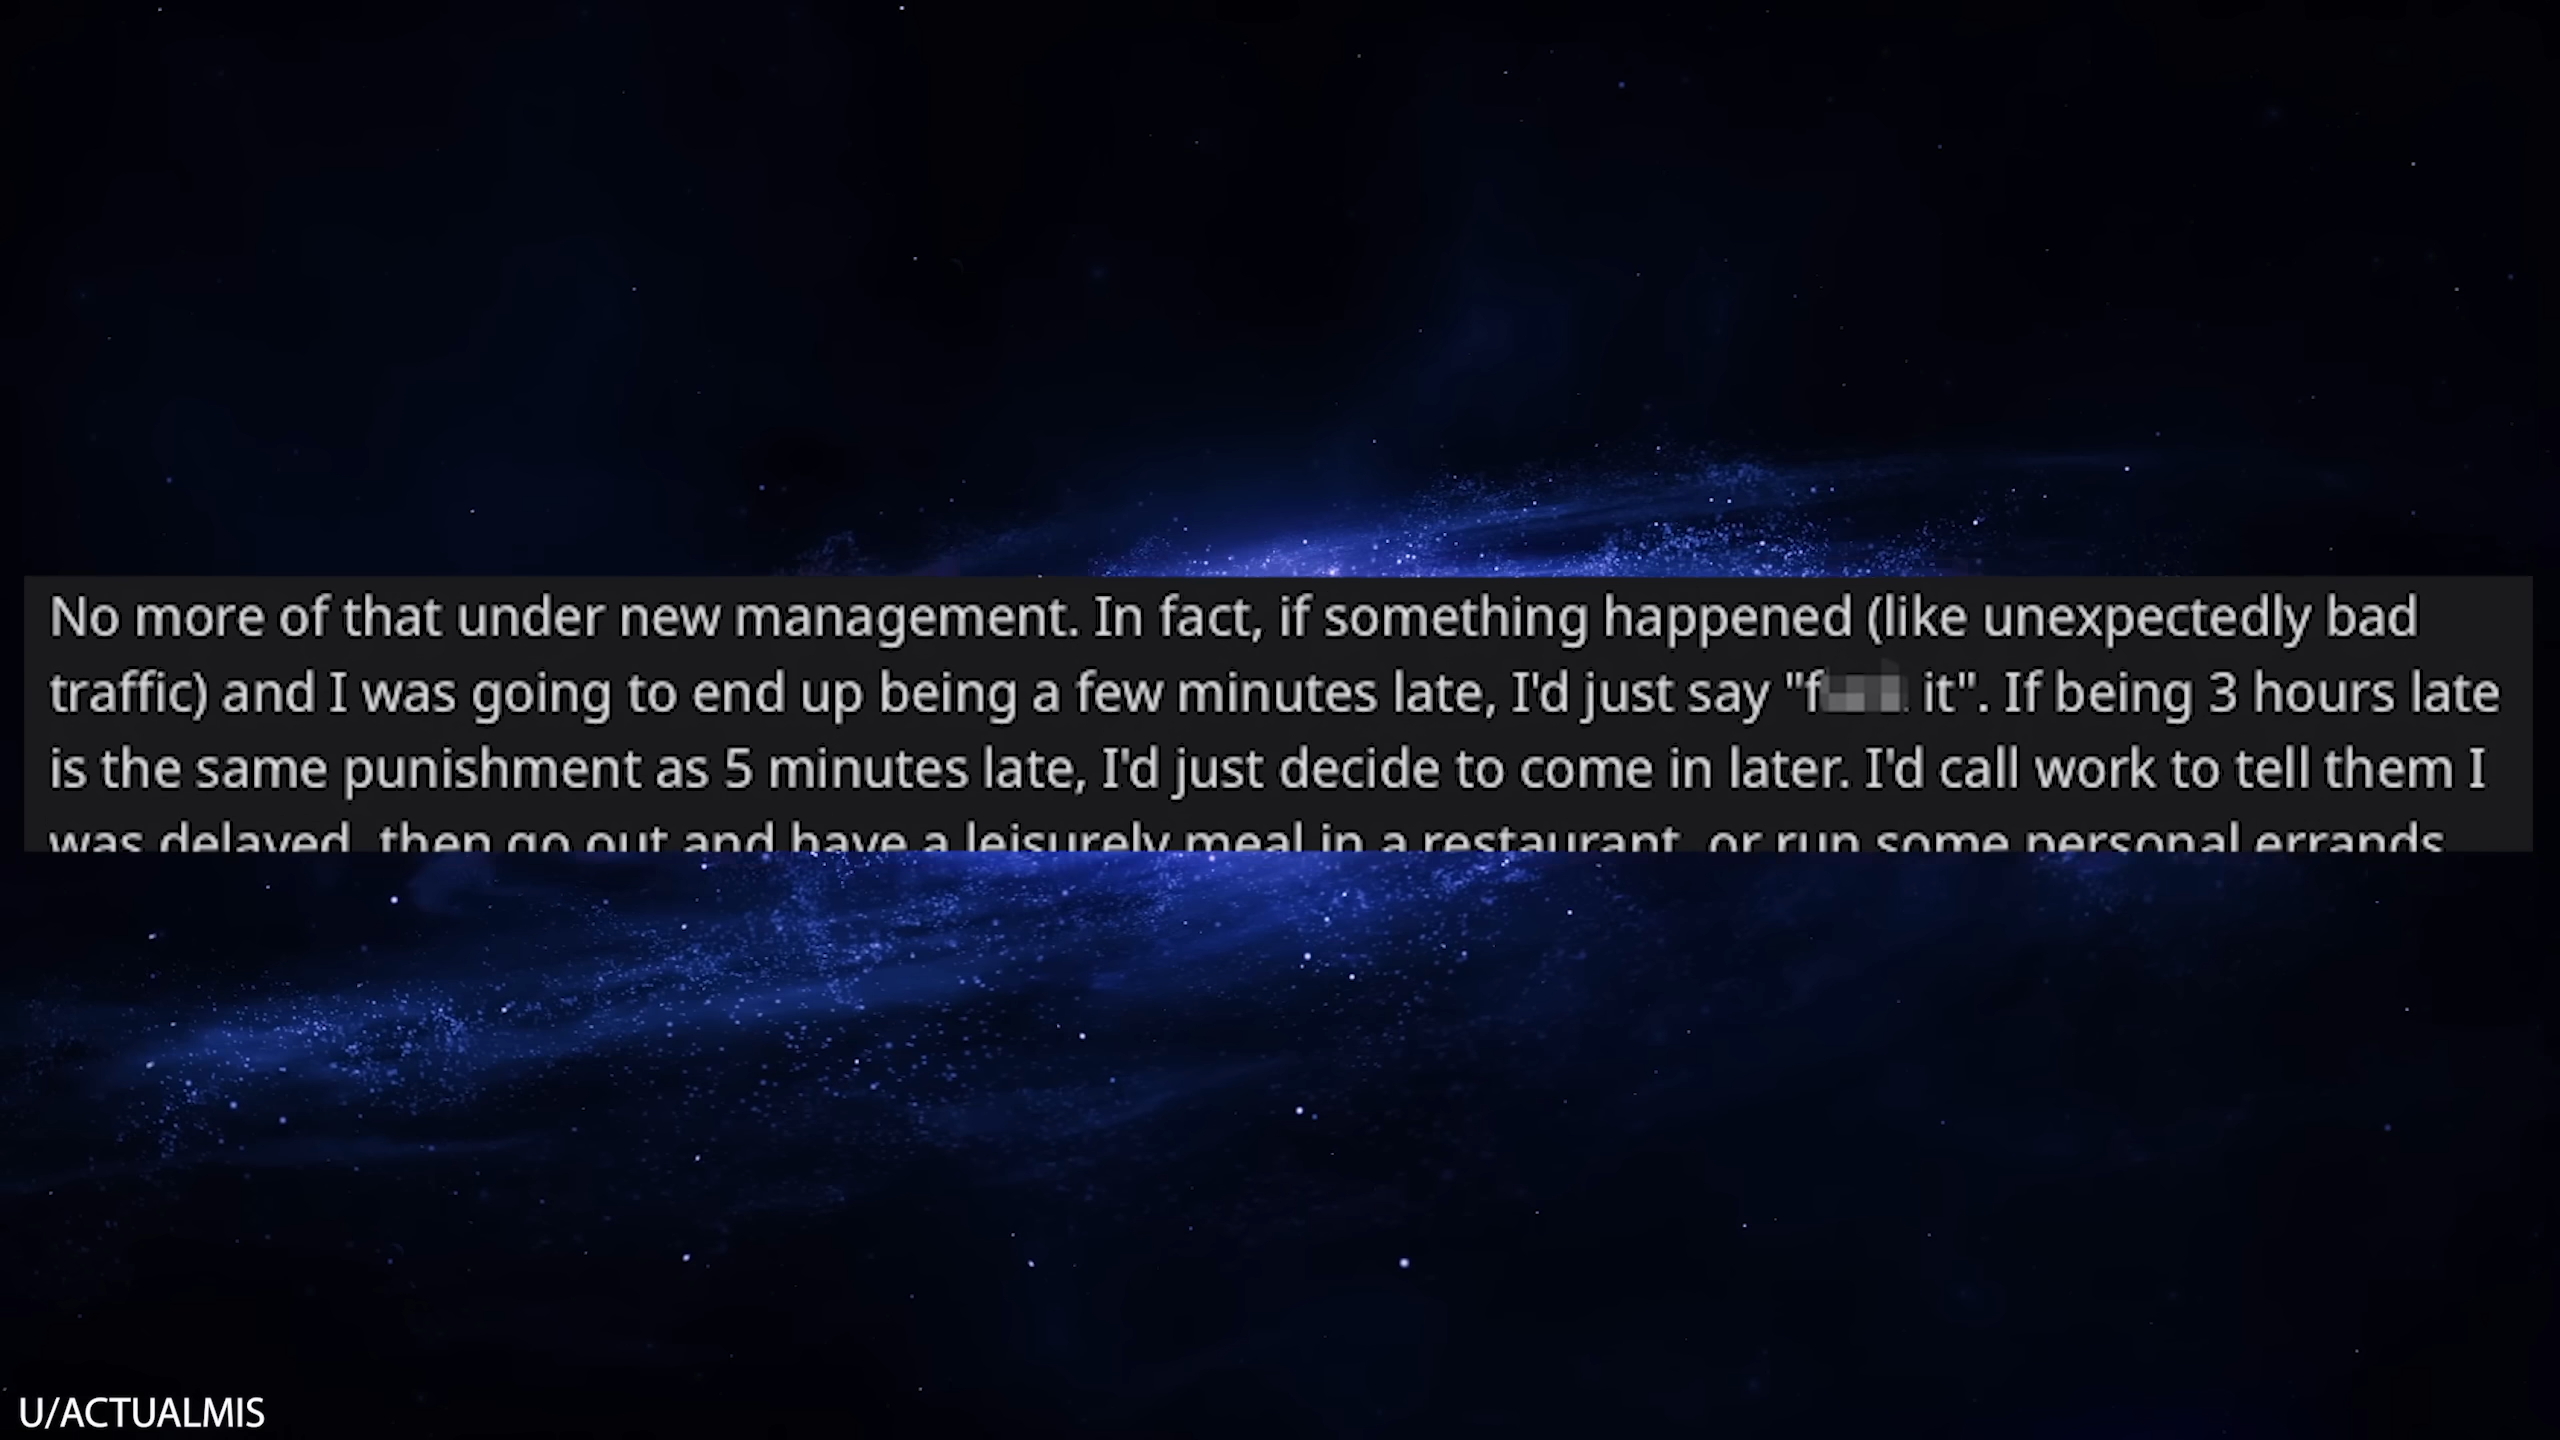 No more of that under new management. In fact, if something happened (like unexpectedly bad
traffic) and I was going to end up being a few minutes late, I'd just say "f it". If being 3 hours late
is the same punishment as 5 minutes late, I'd just decide to come in later. I'd call work to tell them I
was delayed, then go out and have a leisurely meal in a restaurant, or run some personal errands
U/ACTUALMIS